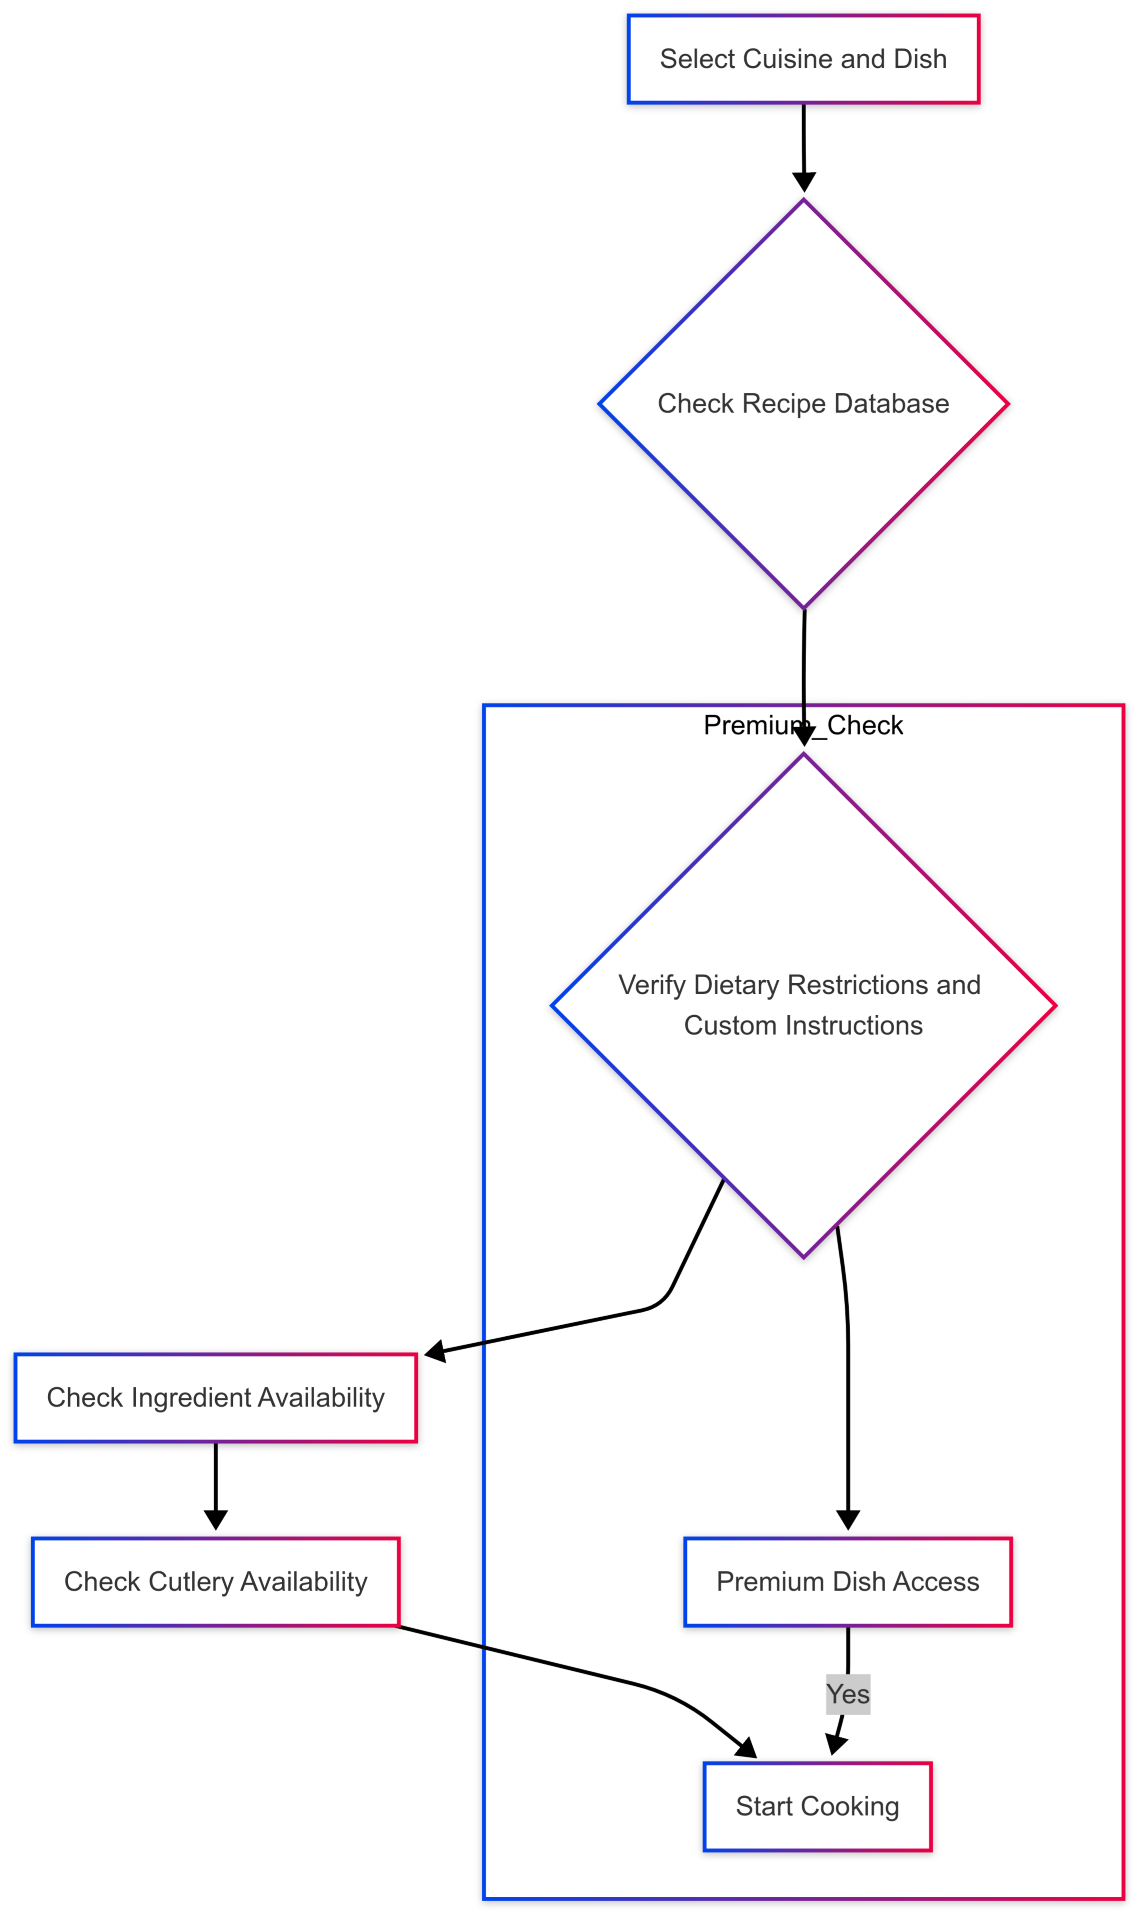 Select Cuisine and Dish
Check Recipe Database
Premium_Check
Verify Dietary Restrictions and
Custom Instructions
Check Ingredient Availability
Check Cutlery Availability
Premium Dish Access
Yes
Start Cooking